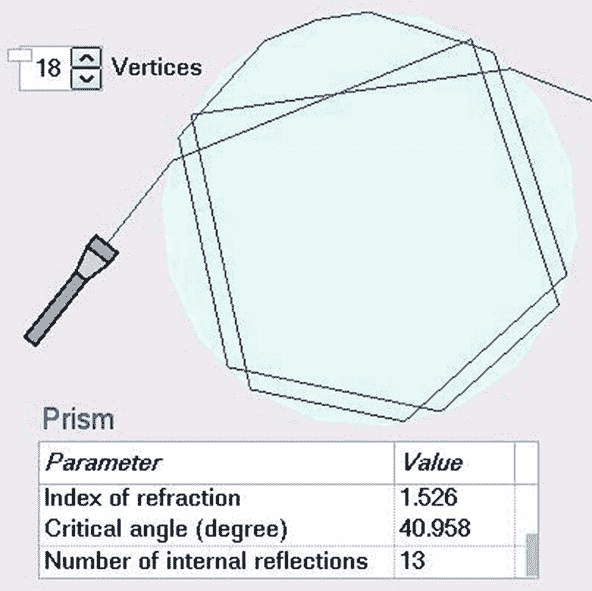 18 Vertices
Prism
Parameter Value
Index of refraction 1.526
Critical angle (degree) 40.958
Number of internal reflections 13